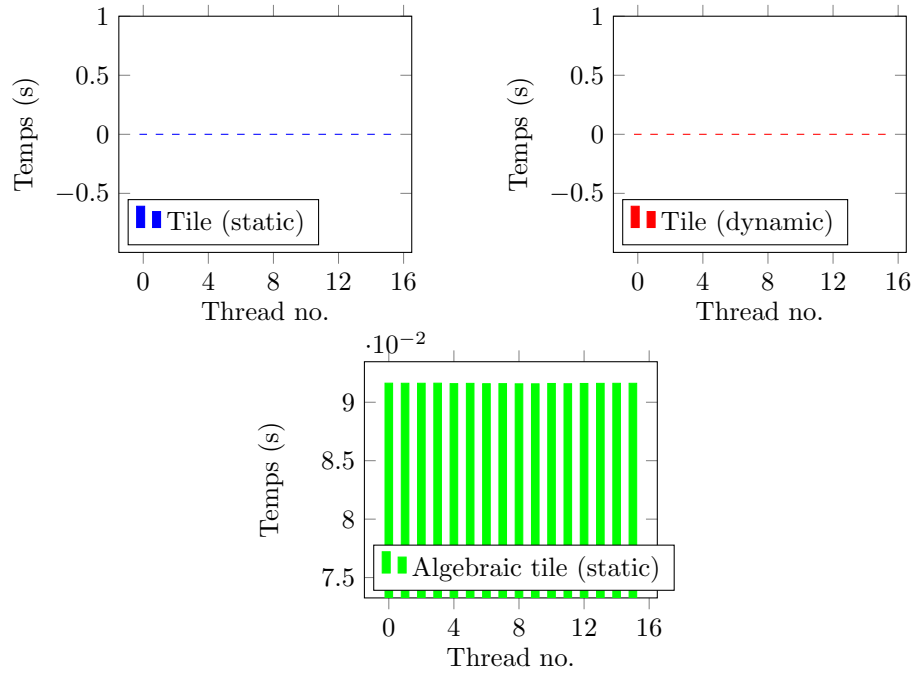 1
0.5
0
−0.5
Temps (s)
Tile (static)
0 4 8 12 16
Thread no.
1
0.5
0
−0.5
Temps (s)
Tile (dynamic)
0 4 8 12 16
Thread no.
·10−2
9
8.5
8
7.5
Temps (s)
Algebraic tile (static)
0 4 8 12 16
Thread no.